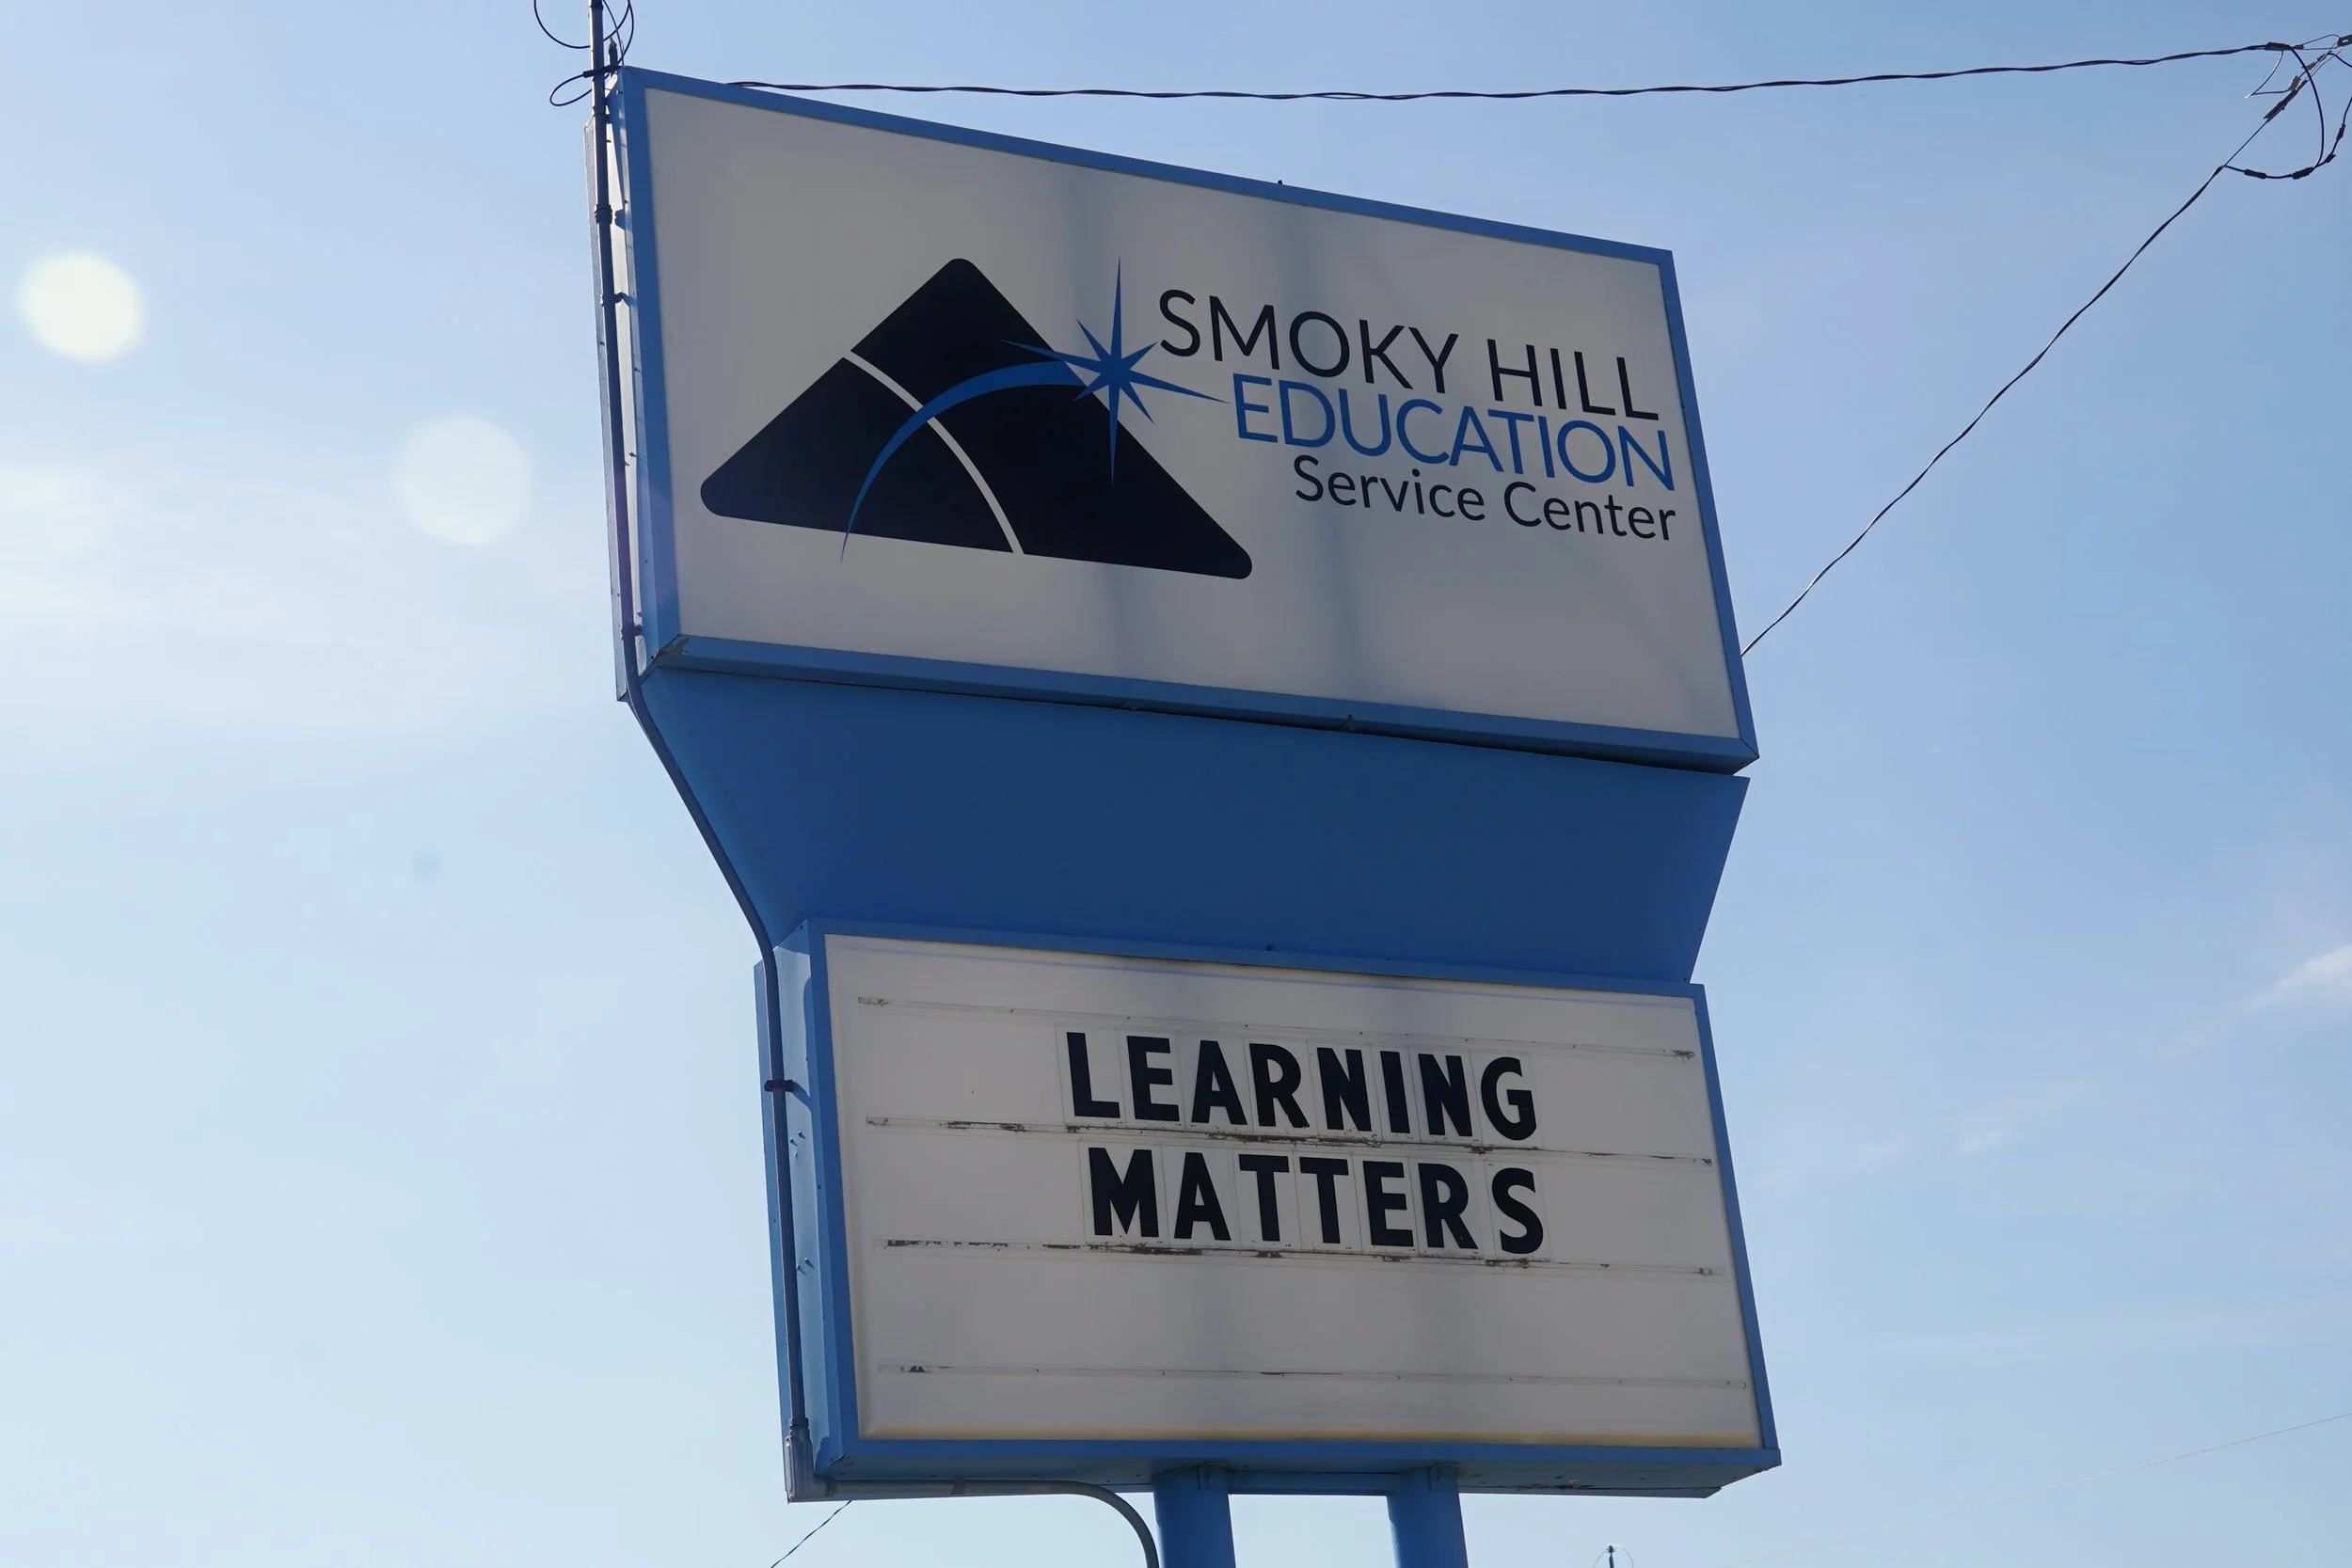 SMOKY HILL
EDUCATION
Service Center
LEARNING
MATTERS